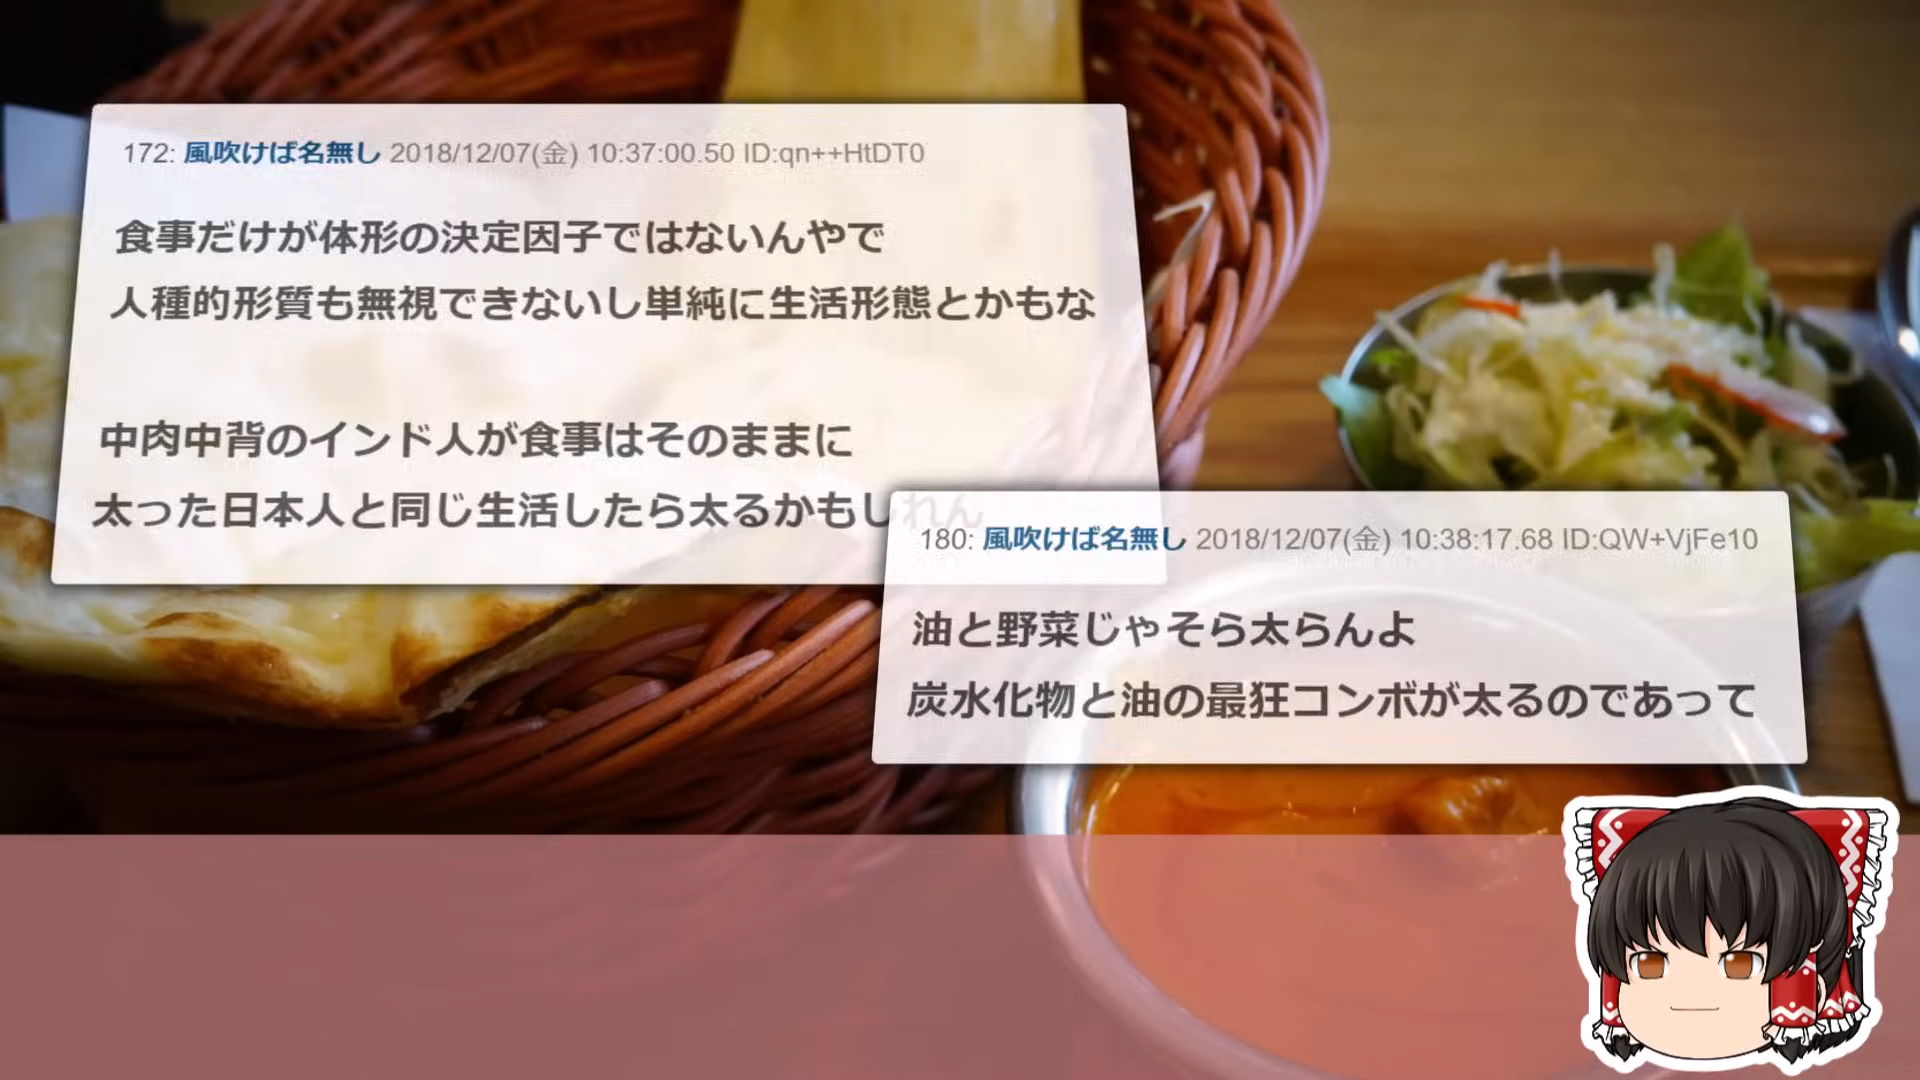 172: 風吹けば名無し 2018/12/07(金) 10:37:00.50 ID:qn++HtDT0
食事だけが体形の決定因子ではないんやで
人種的形質も無視できないし単純に生活形態とかもな
中肉中背のインド人が食事はそのままに
太った日本人と同じ生活したら太るかもしれん
180: 風吹けば名無し 2018/12/07(金) 10:38:17.68 ID:QW+VjFe10
油と野菜じゃそら太らんよ
炭水化物と油の最狂コンボが太るのであって